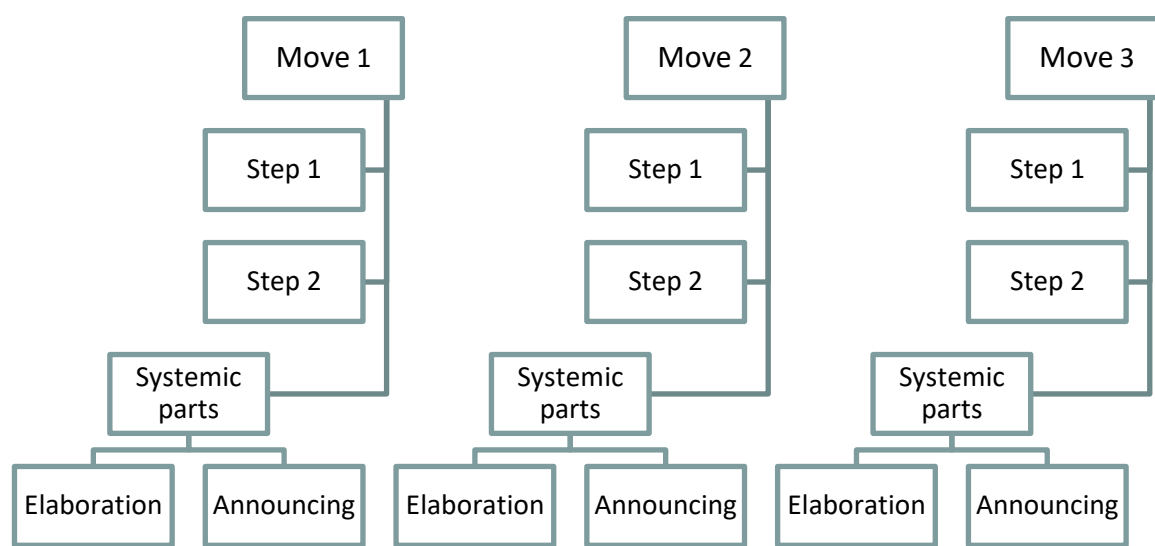 Move 1
Move 2
Move 3
Step 1
Step 1
Step 1
Step 2
Step 2
Step 2
Systemic
parts
Systemic
parts
Systemic
parts
Elaboration
Announcing
Elaboration
Announcing
Elaboration
Announcing